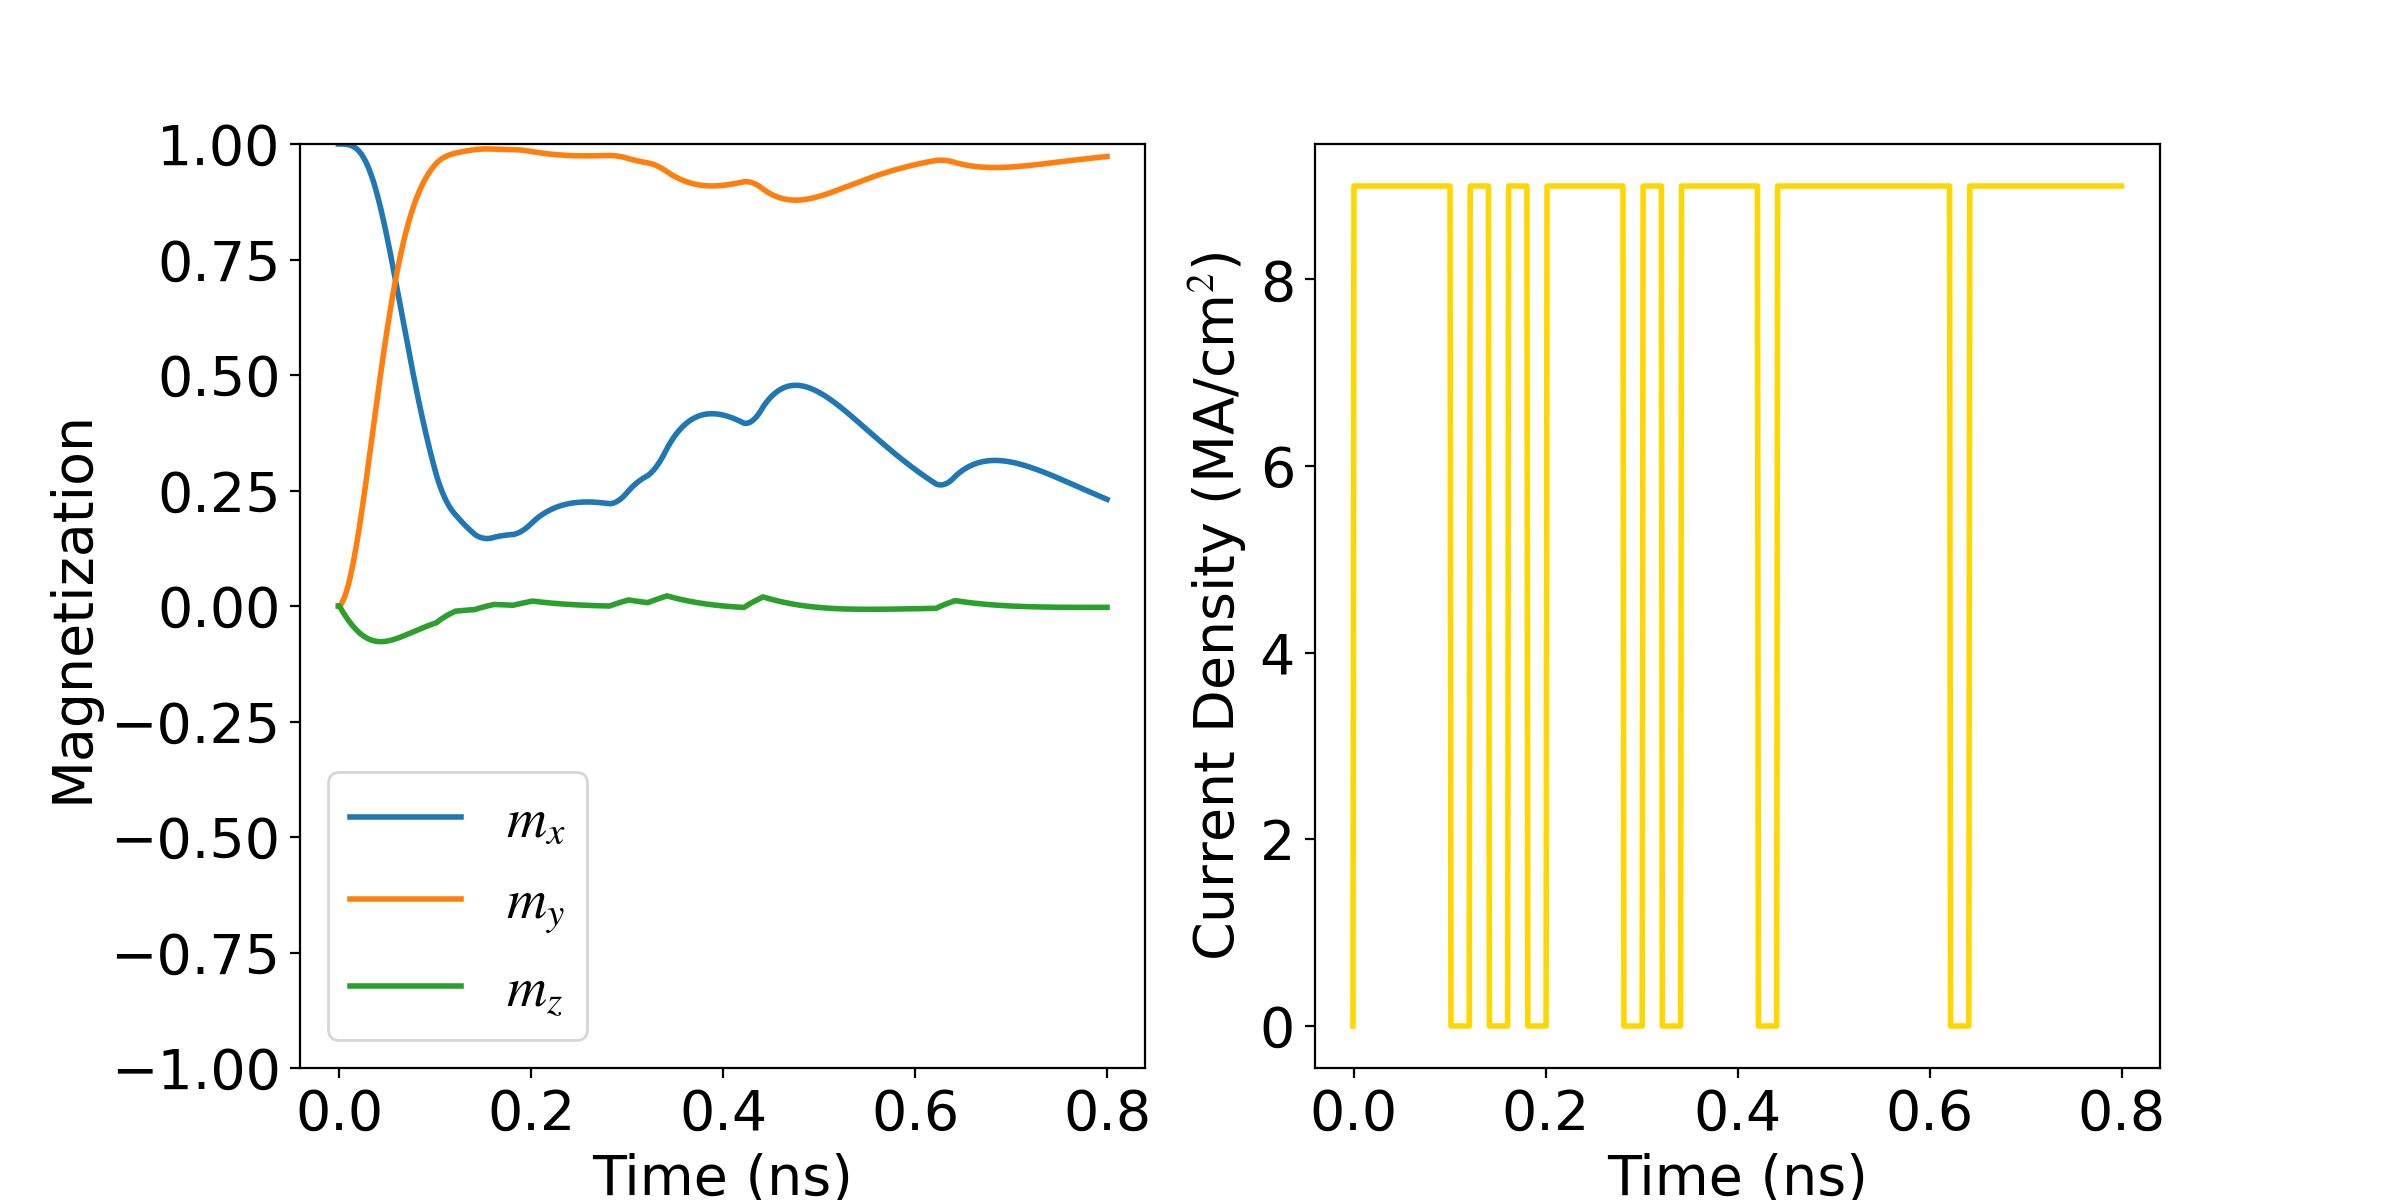 Magnetization
1.00
0.75
0.50
0.25
0.00
−0.25
−0.50
−0.75
−1.00
m_x
m_y
m_z
0.0 0.2 0.4 0.6 0.8
Time (ns)
Current Density (MA/cm²)
8
6
4
2
0
0.0 0.2 0.4 0.6 0.8
Time (ns)